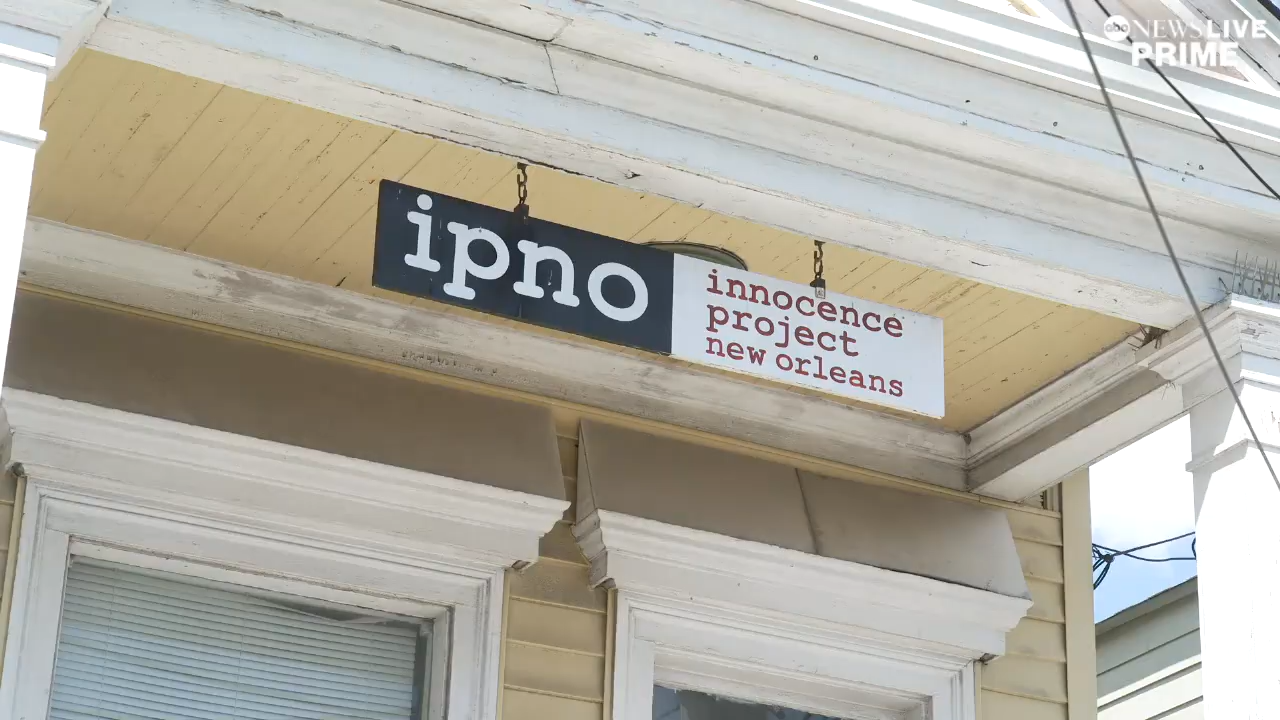 abc NEWS LIVE
PRIME
ipno
innocence
project
new orleans